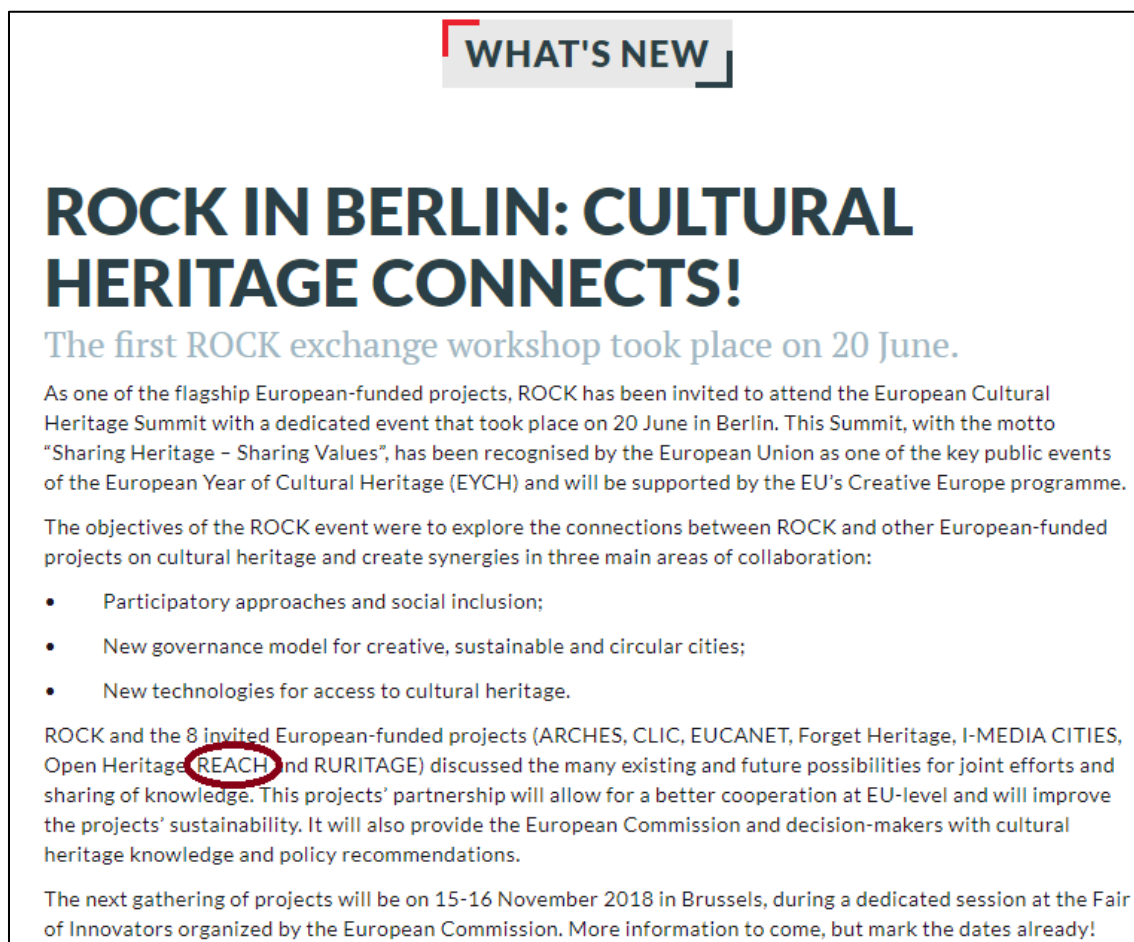 WHAT'S NEW
ROCK IN BERLIN: CULTURAL
HERITAGE CONNECTS!
The first ROCK exchange workshop took place on 20 June.
As one of the flagship European-funded projects, ROCK has been invited to attend the European Cultural
Heritage Summit with a dedicated event that took place on 20 June in Berlin. This Summit, with the motto
“Sharing Heritage – Sharing Values”, has been recognised by the European Union as one of the key public events
of the European Year of Cultural Heritage (EYCH) and will be supported by the EU’s Creative Europe programme.
The objectives of the ROCK event were to explore the connections between ROCK and other European-funded
projects on cultural heritage and create synergies in three main areas of collaboration:
• Participatory approaches and social inclusion;
• New governance model for creative, sustainable and circular cities;
• New technologies for access to cultural heritage.
ROCK and the 8 invited European-funded projects (ARCHES, CLIC, EUCANET, Forget Heritage, I-MEDIA CITIES,
Open Heritage, REACH and RURITAGE) discussed the many existing and future possibilities for joint efforts and
sharing of knowledge. This projects’ partnership will allow for a better cooperation at EU-level and will improve
the projects’ sustainability. It will also provide the European Commission and decision-makers with cultural
heritage knowledge and policy recommendations.
The next gathering of projects will be on 15-16 November 2018 in Brussels, during a dedicated session at the Fair
of Innovators organized by the European Commission. More information to come, but mark the dates already!